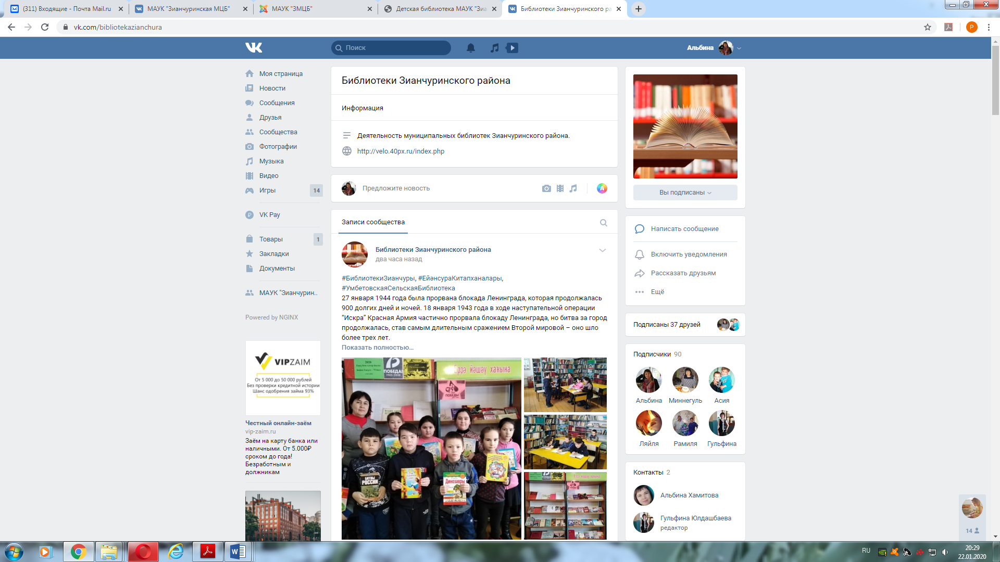 (311) Входящие - Почта Mail.ru
МАУК "Зианчуринская МЦБ"
МАУК "ЗМЦБ"
Детская библиотека МАУК "Зиа
Библиотеки Зианчуринского ра
vk.com/bibliotekazianchura
P
Поиск
Альбина
Моя страница
Новости
Сообщения
Друзья
Сообщества
Фотографии
Музыка
Видео
Игры 14
VK Pay
Товары 1
Закладки
Документы
МАУК "Зианчурин..
Powered by NGINX
VIPZAIM
От 5 000 до 50 000 рублей
Без проверки кредитной истории
Шанс одобрения займа 93%
Честный онлайн-заём
vip-zaim.ru
Заём на карту банка или
наличными. От 5.000₽
сроком до года!
Безработным и
должникам
Библиотеки Зианчуринского района
Информация
Деятельность муниципальных библиотек Зианчуринского района.
http://velo.40px.ru/index.php
Предложите новость
A
Записи сообщества
Библиотеки Зианчуринского района
два часа назад
#БиблиотекиЗианчуры, #ЕйәнсураКитапханалары,
#УмбетовскаяСельскаяБиблиотека
27 января 1944 года была прорвана блокада Ленинграда, которая продолжалась
900 долгих дней и ночей. 18 января 1943 года в ходе наступательной операции
“Искра” Красная Армия частично прорвала блокаду Ленинграда, но битва за город
продолжалась, став самым длительным сражением Второй мировой – оно шло
более трех лет.
Показать полностью…
2020
ПОБЕДА!
1945-2020
2020
Ерҙә йәшәү хаҡына
75
ПОБЕДЫ!
БИТВЫ
РОССИИ
Динозавры
Вы подписаны
Написать сообщение
Включить уведомления
Рассказать друзьям
Ещё
Подписаны 37 друзей
Подписчики 90
Альбина Миннегуль Асия
Ляйля Рамиля Гульфина
Контакты 2
Альбина Хамитова
Гульфина Юлдашбаева
редактор
14
RU
20:29
22.01.2020